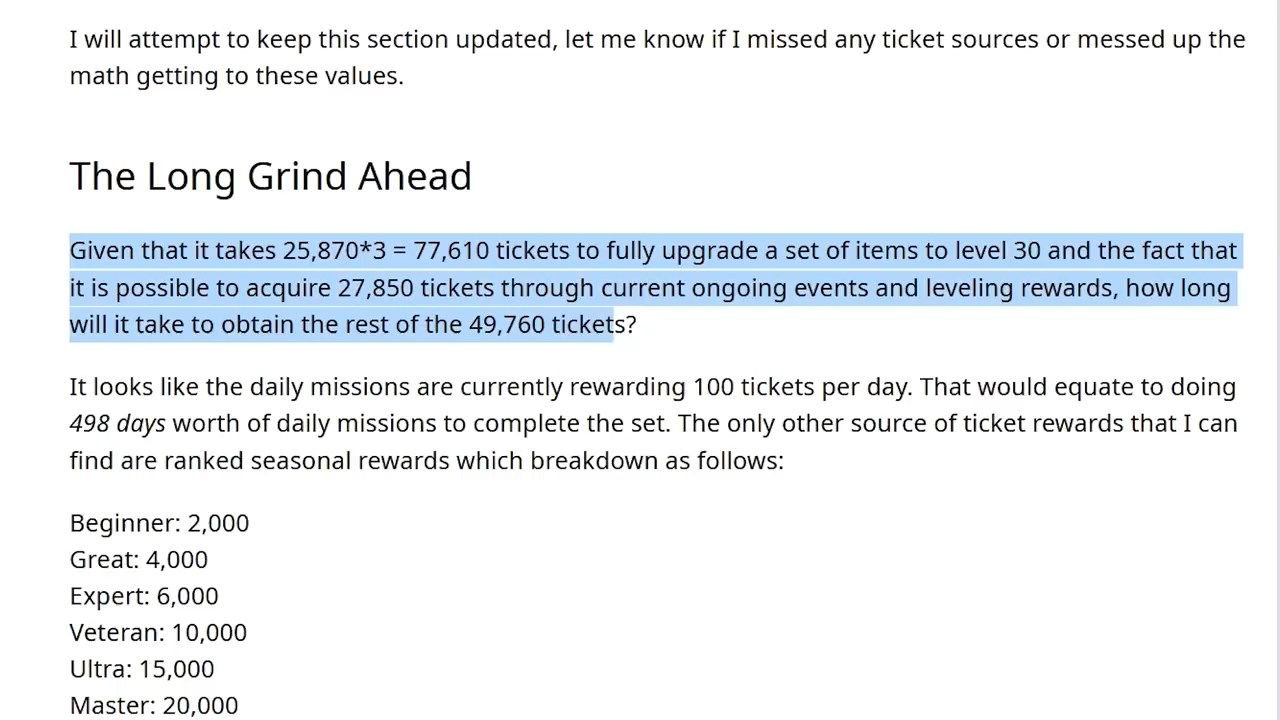 I will attempt to keep this section updated, let me know if I missed any ticket sources or messed up the
math getting to these values.
The Long Grind Ahead
Given that it takes 25,870*3 = 77,610 tickets to fully upgrade a set of items to level 30 and the fact that
it is possible to acquire 27,850 tickets through current ongoing events and leveling rewards, how long
will it take to obtain the rest of the 49,760 tickets?
It looks like the daily missions are currently rewarding 100 tickets per day. That would equate to doing
498 days worth of daily missions to complete the set. The only other source of ticket rewards that I can
find are ranked seasonal rewards which breakdown as follows:
Beginner: 2,000
Great: 4,000
Expert: 6,000
Veteran: 10,000
Ultra: 15,000
Master: 20,000